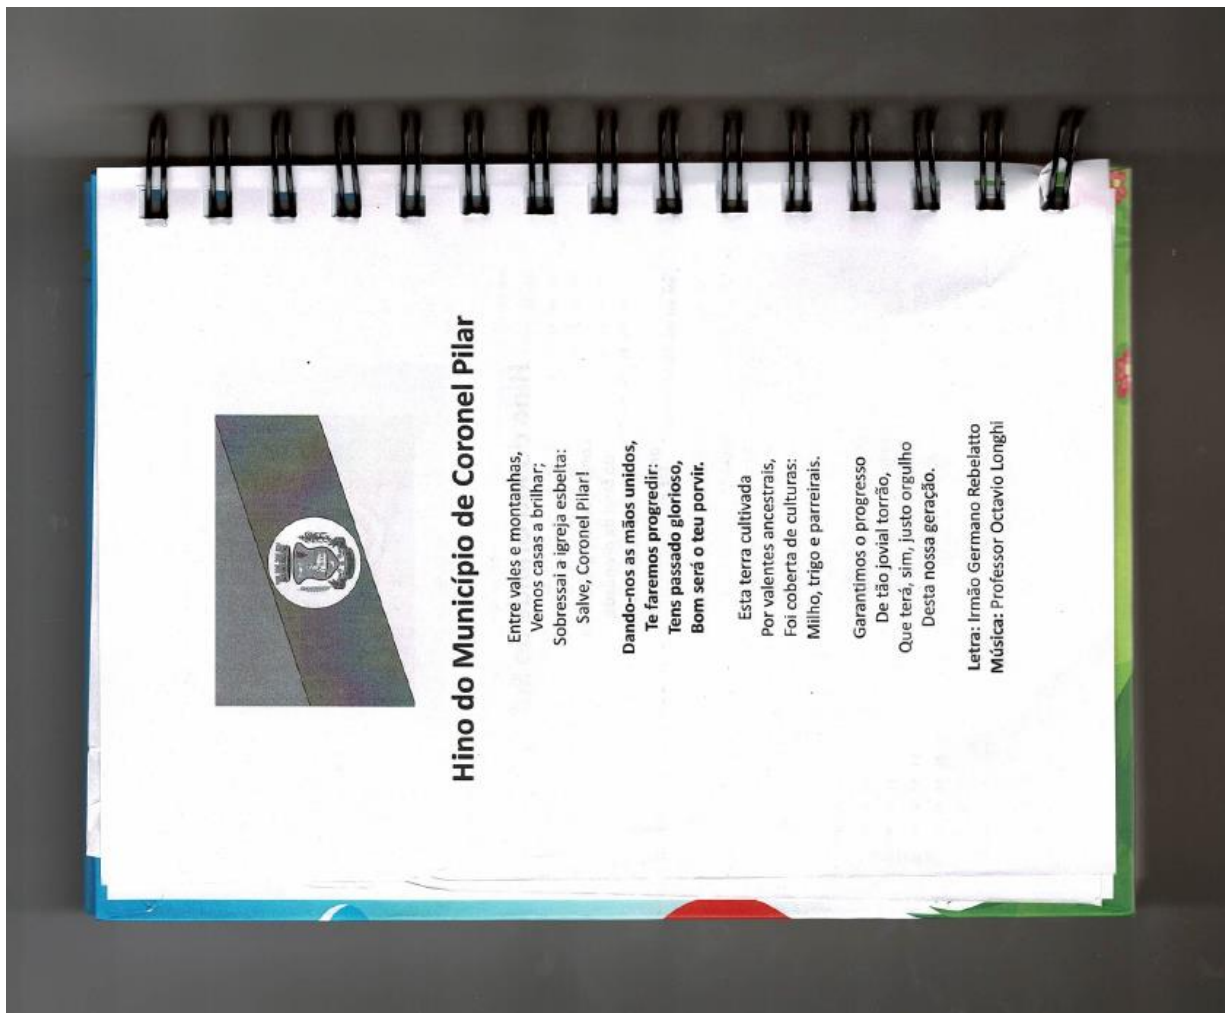 Hino do Município de Coronel Pilar
Entre vales e montanhas,
Vemos casas a brilhar;
Sobressai a igreja esbelta:
Salve, Coronel Pilar!
Dando-nos as mãos unidos,
Te faremos progredir:
Tens passado glorioso,
Bom será o teu porvir.
Esta terra cultivada
Por valentes ancestrais,
Foi coberta de culturas:
Milho, trigo e parreirais.
Garantimos o progresso
De tão jovial torrão,
Que terá, sim, justo orgulho
Desta nossa geração.
Letra: Irmão Germano Rebelatto
Música: Professor Octavio Longhi